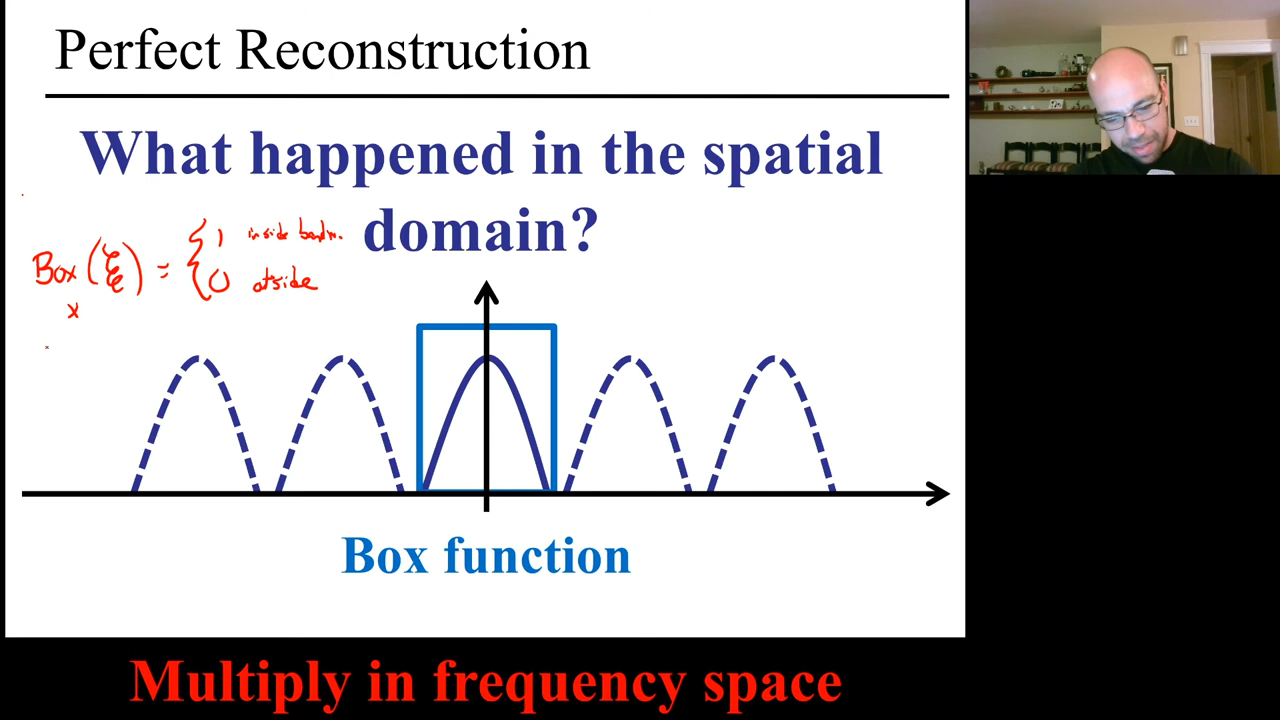 Perfect Reconstruction
What happened in the spatial
domain?
Box (ξ) = { 1 inside
0 outside
x
Box function
Multiply in frequency space